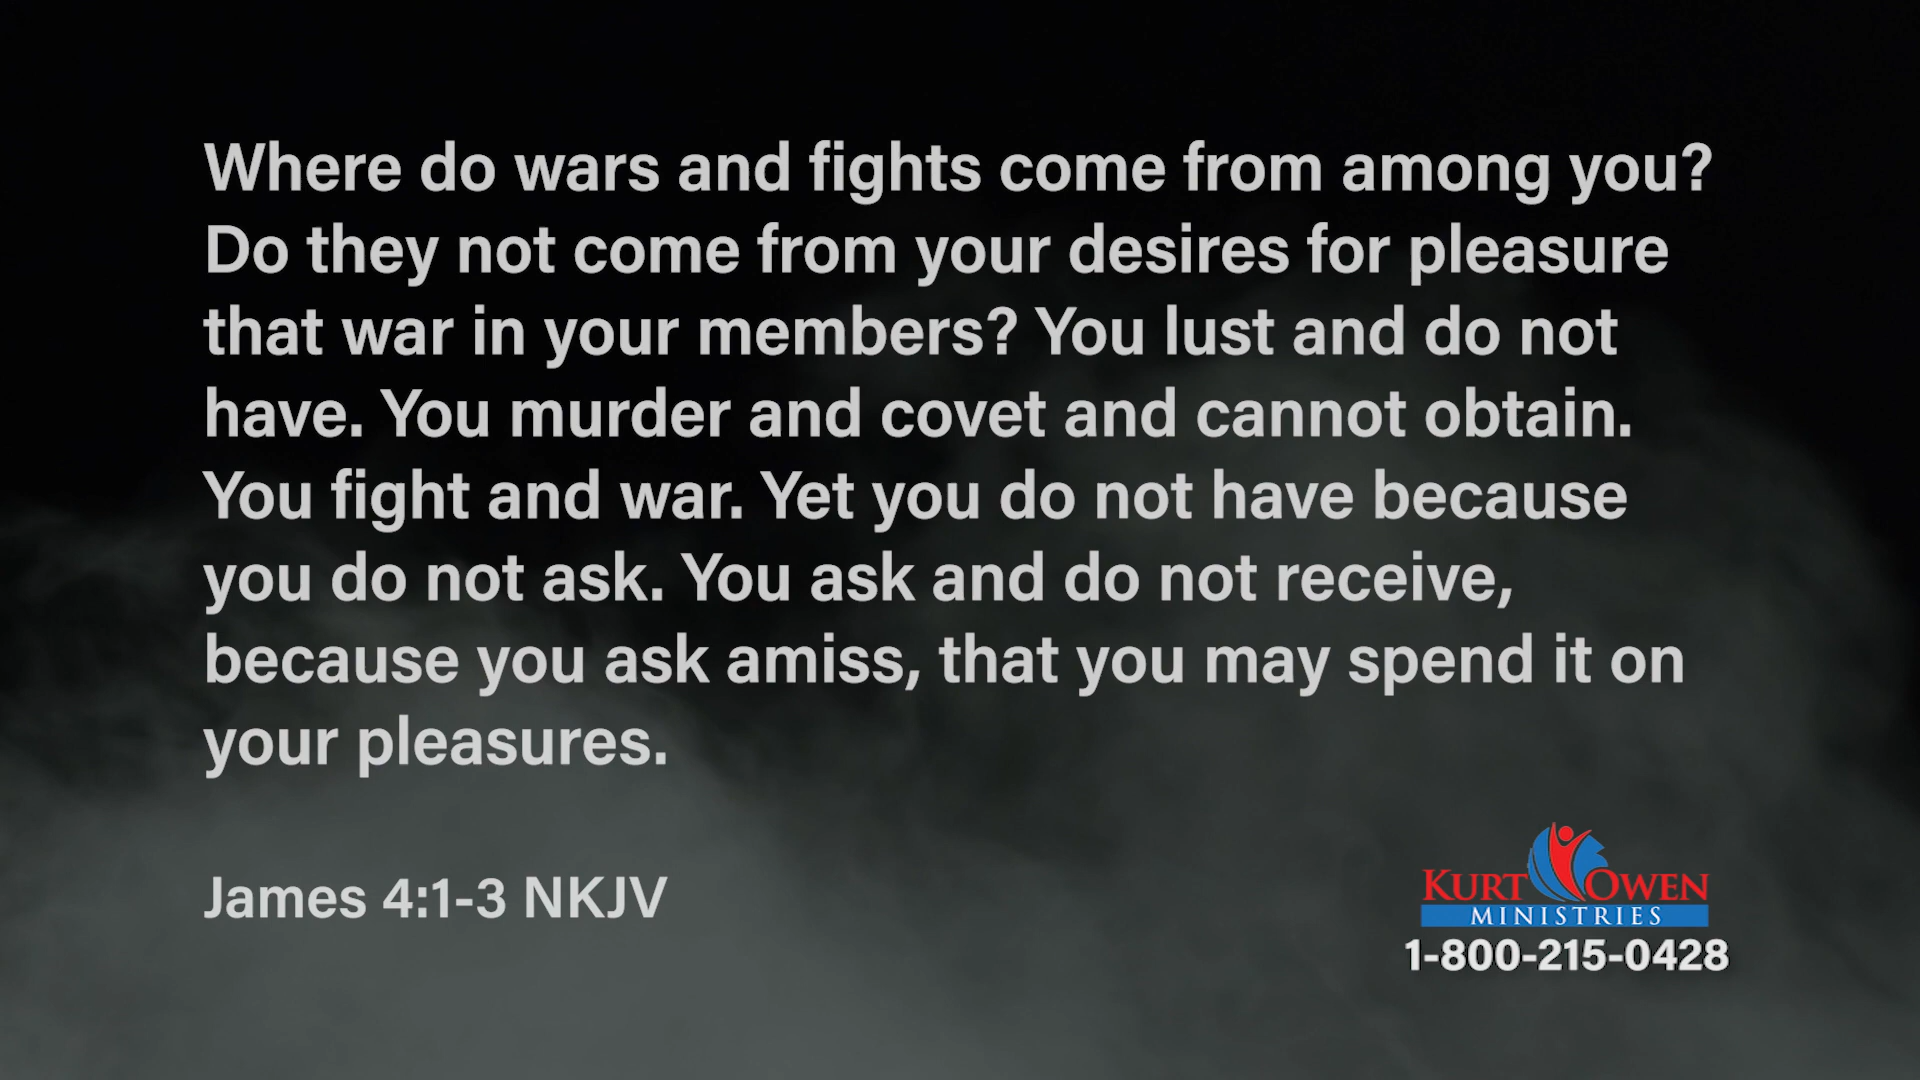 Where do wars and fights come from among you?
Do they not come from your desires for pleasure
that war in your members? You lust and do not
have. You murder and covet and cannot obtain.
You fight and war. Yet you do not have because
you do not ask. You ask and do not receive,
because you ask amiss, that you may spend it on
your pleasures.
James 4:1-3 NKJV
KURT OWEN
MINISTRIES
1-800-215-0428